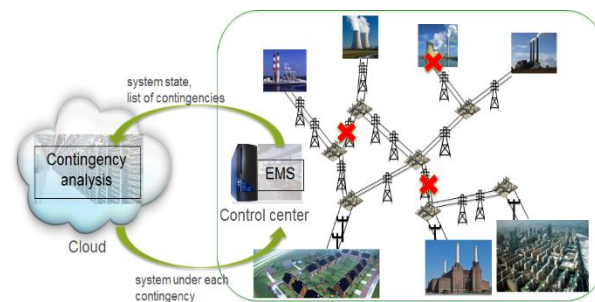 system state,
list of contingencies
Contingency
analysis
EMS
Control center
Cloud
system under each
contingency